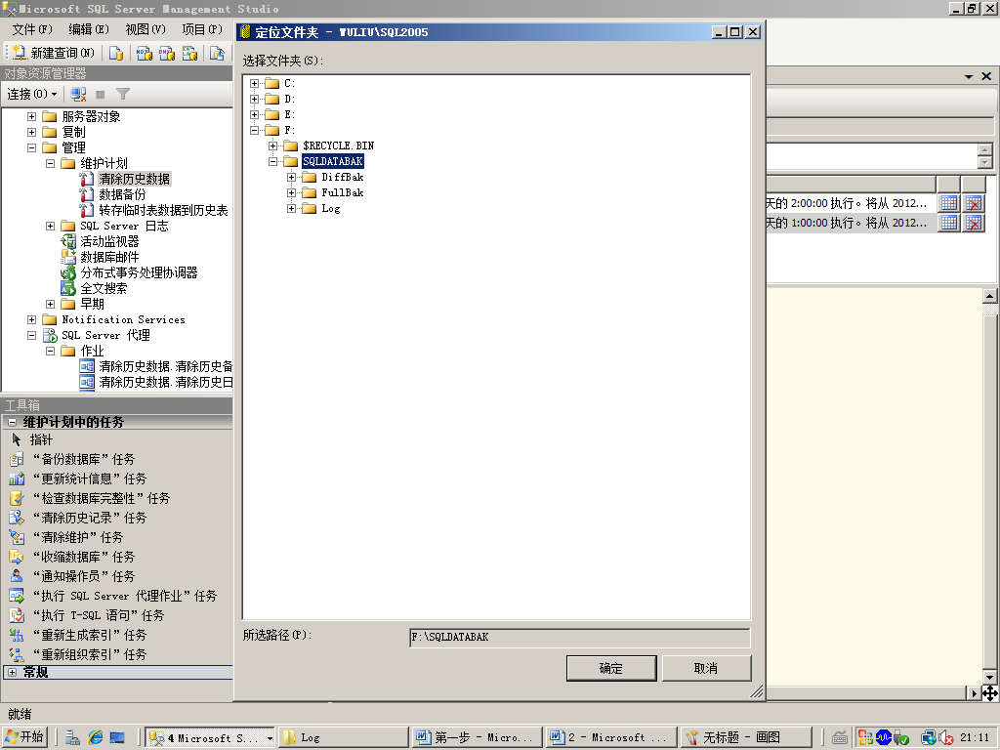 Microsoft SQL Server Management Studio
文件(F) 编辑(E) 视图(V) 项目(P)
新建查询(N)
对象资源管理器
连接(O)
服务器对象
复制
管理
维护计划
清除历史数据
数据备份
转存临时表数据到历史表
SQL Server 日志
活动监视器
数据库邮件
分布式事务处理协调器
全文搜索
早期
Notification Services
SQL Server 代理
作业
清除历史数据.清除历史备
清除历史数据.清除历史日
工具箱
维护计划中的任务
指针
“备份数据库”任务
“更新统计信息”任务
“检查数据库完整性”任务
“清除历史记录”任务
“清除维护”任务
“收缩数据库”任务
“通知操作员”任务
“执行 SQL Server 代理作业”任务
“执行 T-SQL 语句”任务
“重新生成索引”任务
“重新组织索引”任务
常规
定位文件夹 - WULIU\SQL2005
选择文件夹(S):
C:
D:
E:
F:
$RECYCLE.BIN
SQLDATABAK
DiffBak
FullBak
Log
所选路径(P):
F:\SQLDATABAK
确定
取消
天的 2:00:00 执行。将从 2012...
天的 1:00:00 执行。将从 2012...
就绪
开始
4 Microsoft S...
Log
第一步 - Micro...
2 - Microsoft ...
无标题 - 画图
21:11